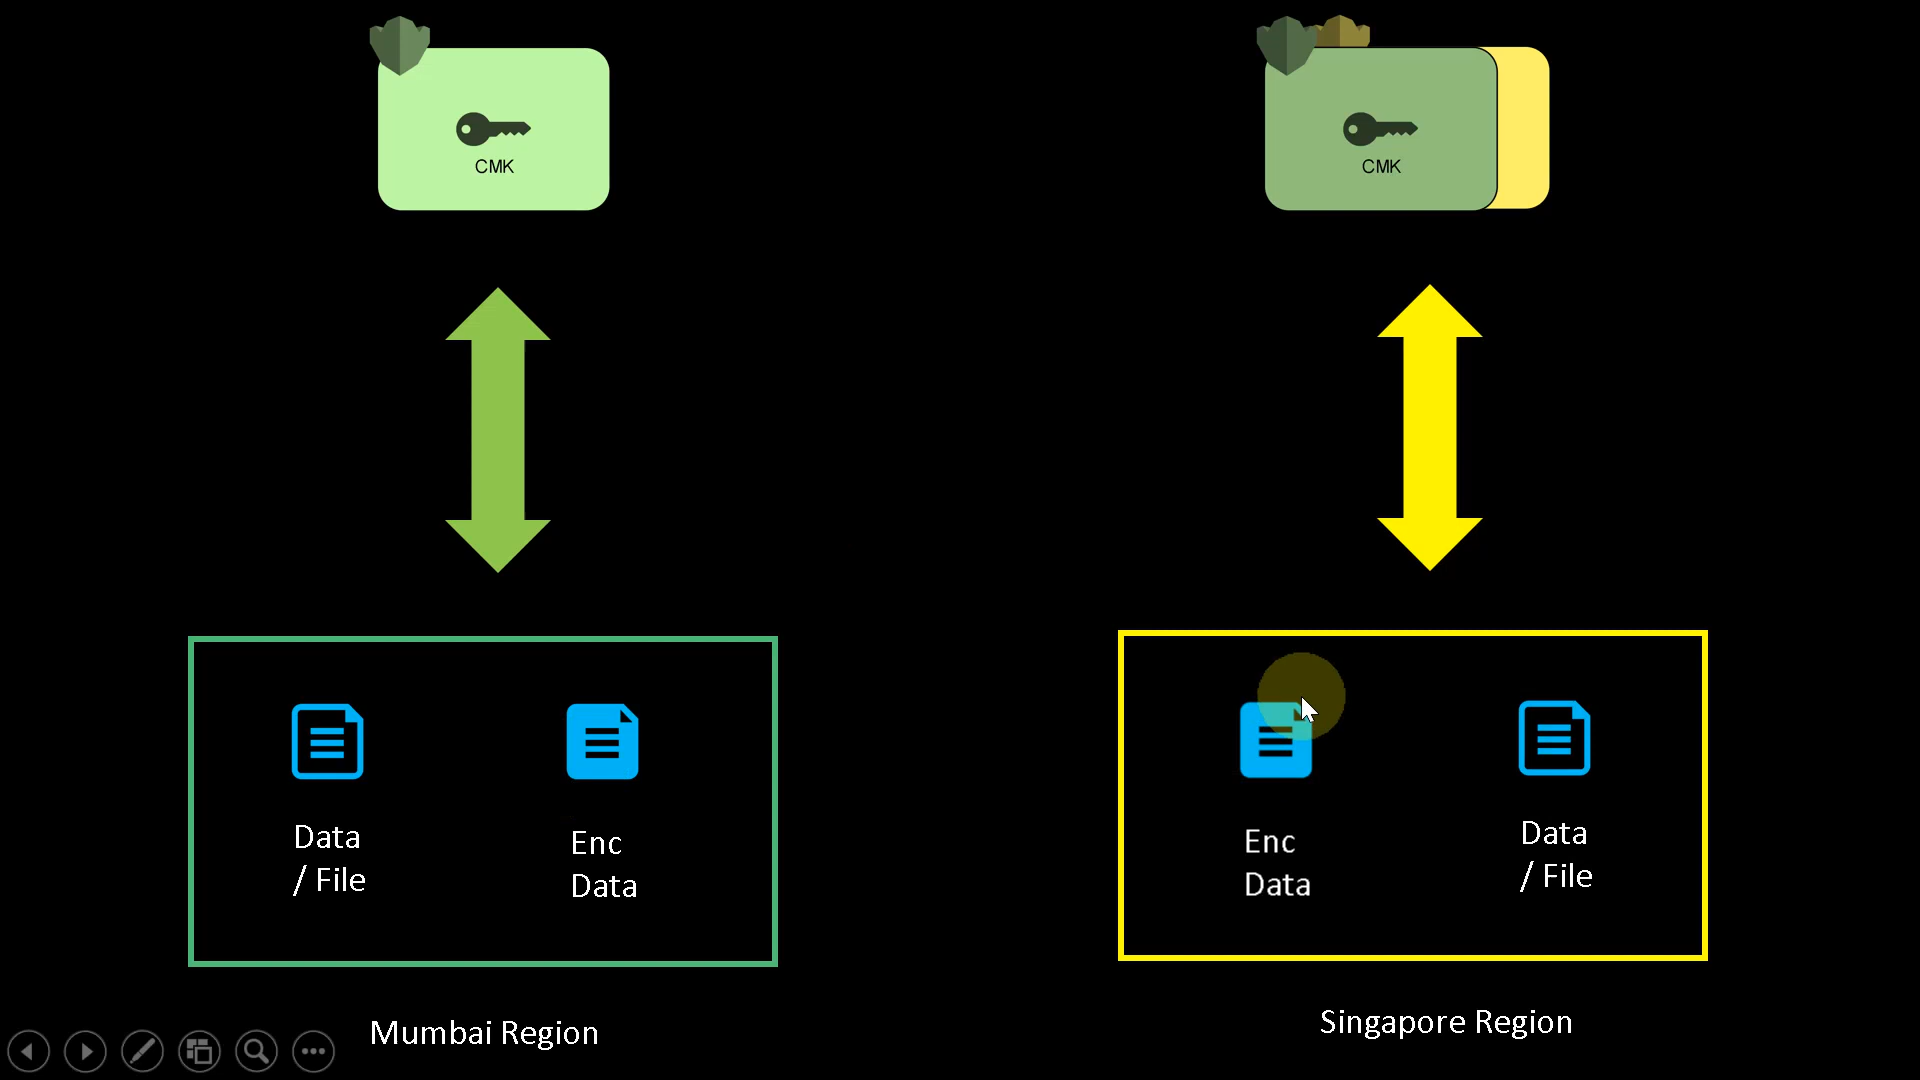 CMK
CMK
Data
/ File
Enc
Data
Enc
Data
Data
/ File
Mumbai Region
Singapore Region